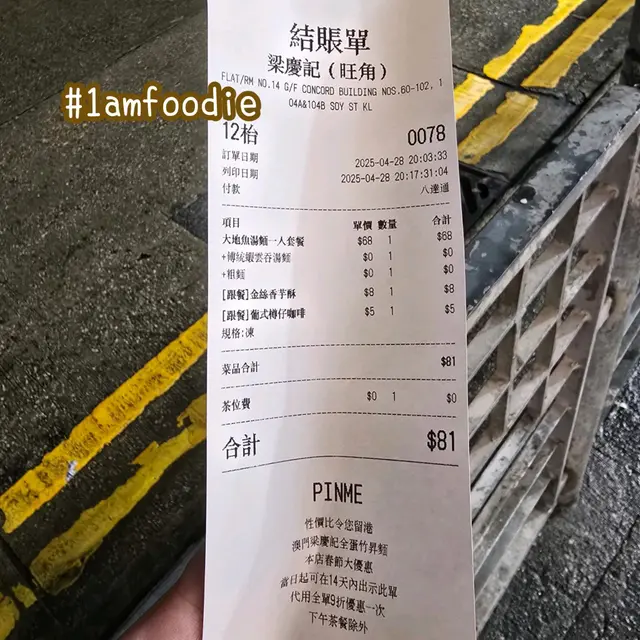 結賬單
梁慶記(旺角)
FLAT/RM NO.14 G/F CONCORD BUILDING NOS.60-102, 1
04A&104B SOY ST KL
#1amfoodie
12枱 0078
訂單日期 2025-04-28 20:03:33
列印日期 2025-04-28 20:17:31:04
付款 八達通
項目 單價 數量 合計
大地魚湯麵一人套餐 $68 1 $68
+傳統蝦雲吞湯麵 $0 1 $0
+粗麵 $0 1 $0
[跟餐]金絲香芋酥 $8 1 $8
[跟餐]葡式樽仔咖啡 $5 1 $5
規格:凍
菜品合計 $81
茶位費 $0 1 $0
合計 $81
PINME
性價比令您留港
澳門梁慶記全蛋竹昇麵
本店春節大優惠
當日起可在14天內出示此單
代用全單9折優惠一次
下午茶餐除外